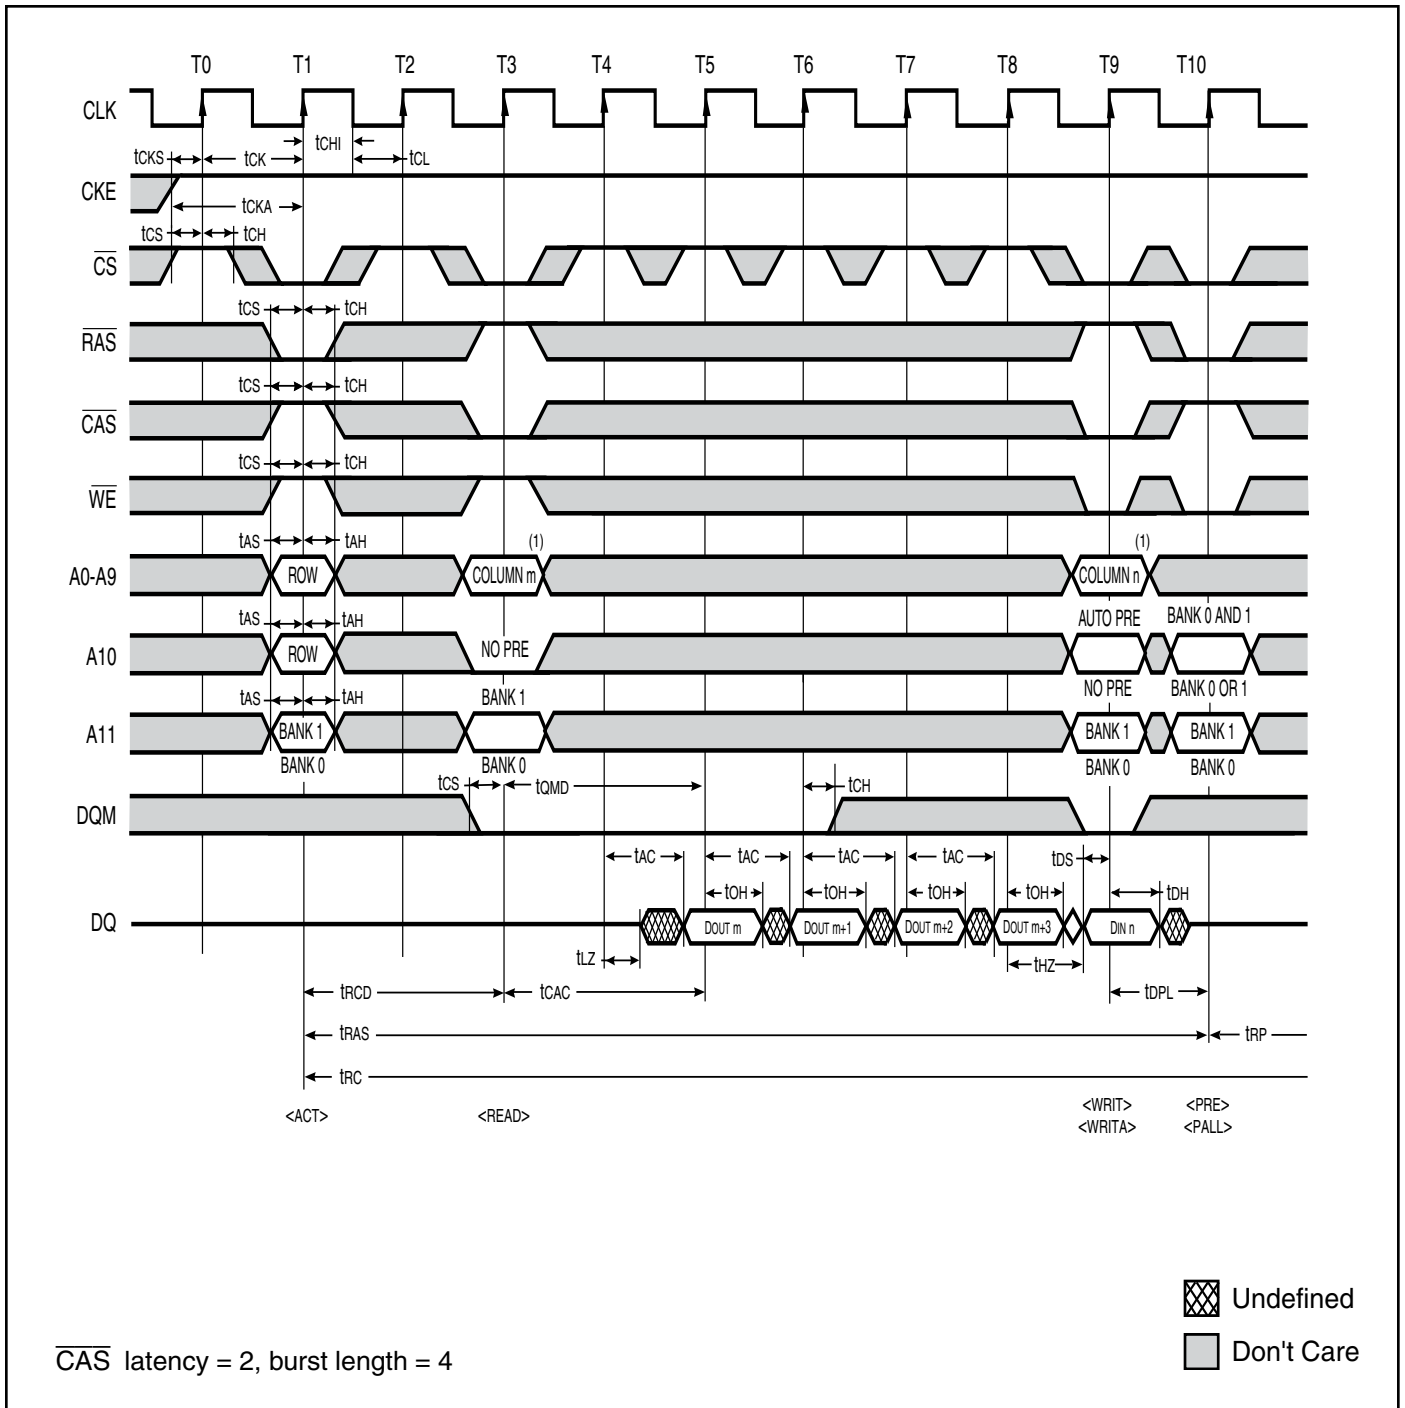 T0 T1 T2 T3 T4 T5 T6 T7 T8 T9 T10
CLK
tCHI
tCKS tCK tCL
CKE
tCKA
tCS tCH
CS
tCS tCH
RAS
tCS tCH
CAS
tCS tCH
WE
tAS tAH (1) (1)
A0-A9 ROW COLUMN m COLUMN n
tAS tAH AUTO PRE BANK 0 AND 1
A10 ROW NO PRE
tAS tAH BANK 1 NO PRE BANK 0 OR 1
A11 BANK 1 BANK 1 BANK 1
BANK 0 BANK 0 BANK 0 BANK 0
tCS tQMD tCH
DQM
tAC tAC tAC tAC tDS
tOH tOH tOH tOH tDH
DQ DOUT m DOUT m+1 DOUT m+2 DOUT m+3 DIN n
tLZ tHZ
tRCD tCAC tDPL
tRAS tRP
tRC
<ACT> <READ> <WRIT> <PRE>
<WRITA> <PALL>
Undefined
Don't Care
CAS latency = 2, burst length = 4